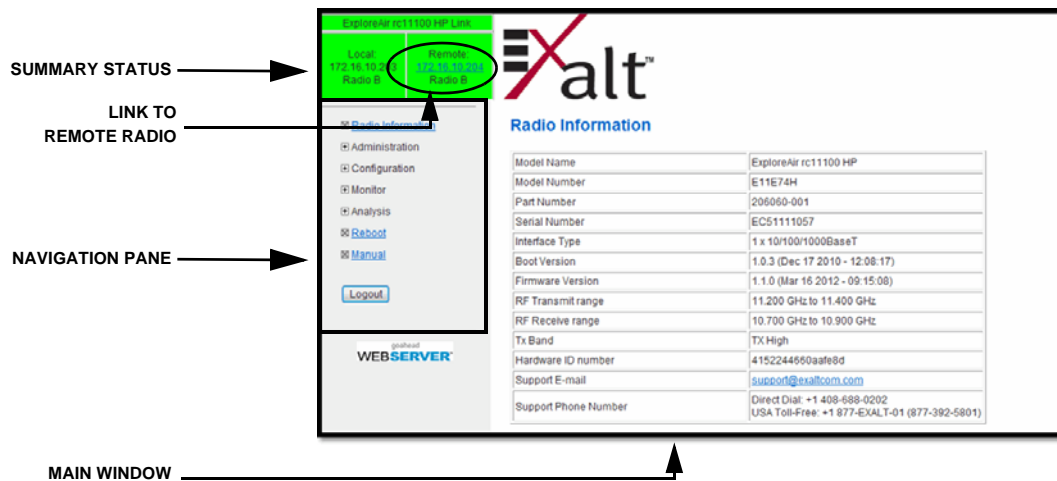 SUMMARY STATUS
LINK TO
REMOTE RADIO
NAVIGATION PANE
MAIN WINDOW
ExploreAir rc11100 HP Link
Local:
172.16.10.203
Radio B
Remote:
172.16.10.204
Radio B
Radio Information
Administration
Configuration
Monitor
Analysis
Reboot
Manual
Logout
goahead
WEBSERVER
EXalt™
Radio Information
Model Name ExploreAir rc11100 HP
Model Number E11E74H
Part Number 206060-001
Serial Number EC51111057
Interface Type 1 x 10/100/1000BaseT
Boot Version 1.0.3 (Dec 17 2010 - 12:08:17)
Firmware Version 1.1.0 (Mar 16 2012 - 09:15:08)
RF Transmit range 11.200 GHz to 11.400 GHz
RF Receive range 10.700 GHz to 10.900 GHz
Tx Band TX High
Hardware ID number 4152244660aafe8d
Support E-mail support@exaltcom.com
Support Phone Number Direct Dial: +1 408-688-0202
USA Toll-Free: +1 877-EXALT-01 (877-392-5801)